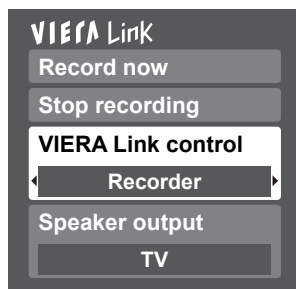 VIERA Link
Record now
Stop recording
VIERA Link control
Recorder
Speaker output
TV